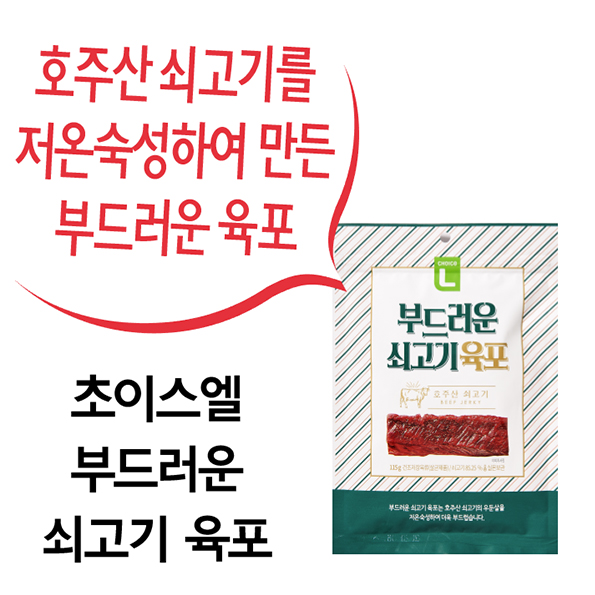 호주산 쇠고기를
저온숙성하여 만든
부드러운 육포
초이스엘
부드러운
쇠고기 육포
CHOICE
L
부드러운
쇠고기육포
호주산 쇠고기
BEEF JERKY
115g
부드러운 쇠고기 육포는 호주산 쇠고기의 우둔살을
저온숙성하여 더욱 부드럽습니다.